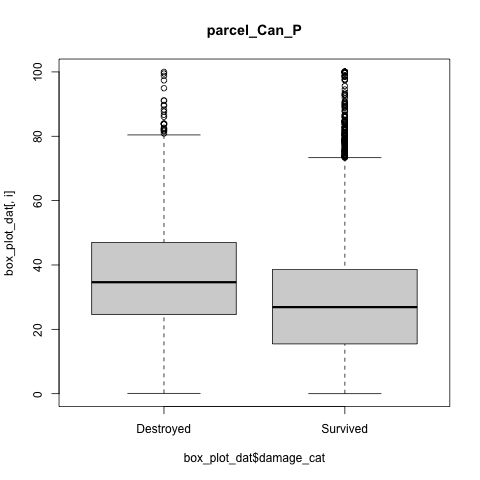 parcel_Can_P
box_plot_dat[, i]
100
80
60
40
20
0
Destroyed Survived
box_plot_dat$damage_cat